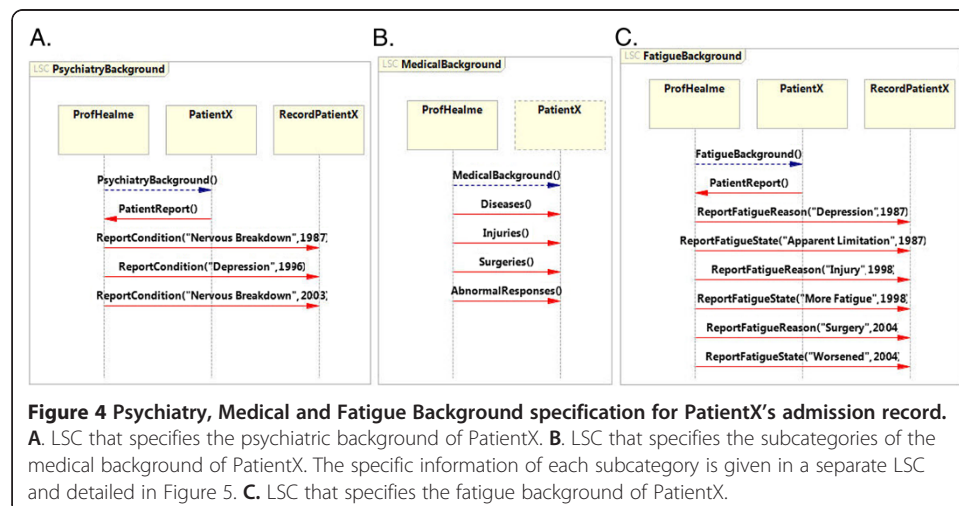 A.
LSC PsychiatryBackground
ProfHealme PatientX RecordPatientX
PsychiatryBackground()
PatientReport()
ReportCondition("Nervous Breakdown",1987)
ReportCondition("Depression",1996)
ReportCondition("Nervous Breakdown",2003)
B.
LSC MedicalBackground
ProfHealme PatientX
MedicalBackground()
Diseases()
Injuries()
Surgeries()
AbnormalResponses()
C.
LSC FatigueBackground
ProfHealme PatientX RecordPatientX
FatigueBackground()
PatientReport()
ReportFatigueReason("Depression",1987)
ReportFatigueState("Apparent Limitation",1987)
ReportFatigueReason("Injury",1998)
ReportFatigueState("More Fatigue",1998)
ReportFatigueReason("Surgery",2004
ReportFatigueState("Worsened",2004)
Figure 4 Psychiatry, Medical and Fatigue Background specification for PatientX's admission record.
A. LSC that specifies the psychiatric background of PatientX. B. LSC that specifies the subcategories of the
medical background of PatientX. The specific information of each subcategory is given in a separate LSC
and detailed in Figure 5. C. LSC that specifies the fatigue background of PatientX.